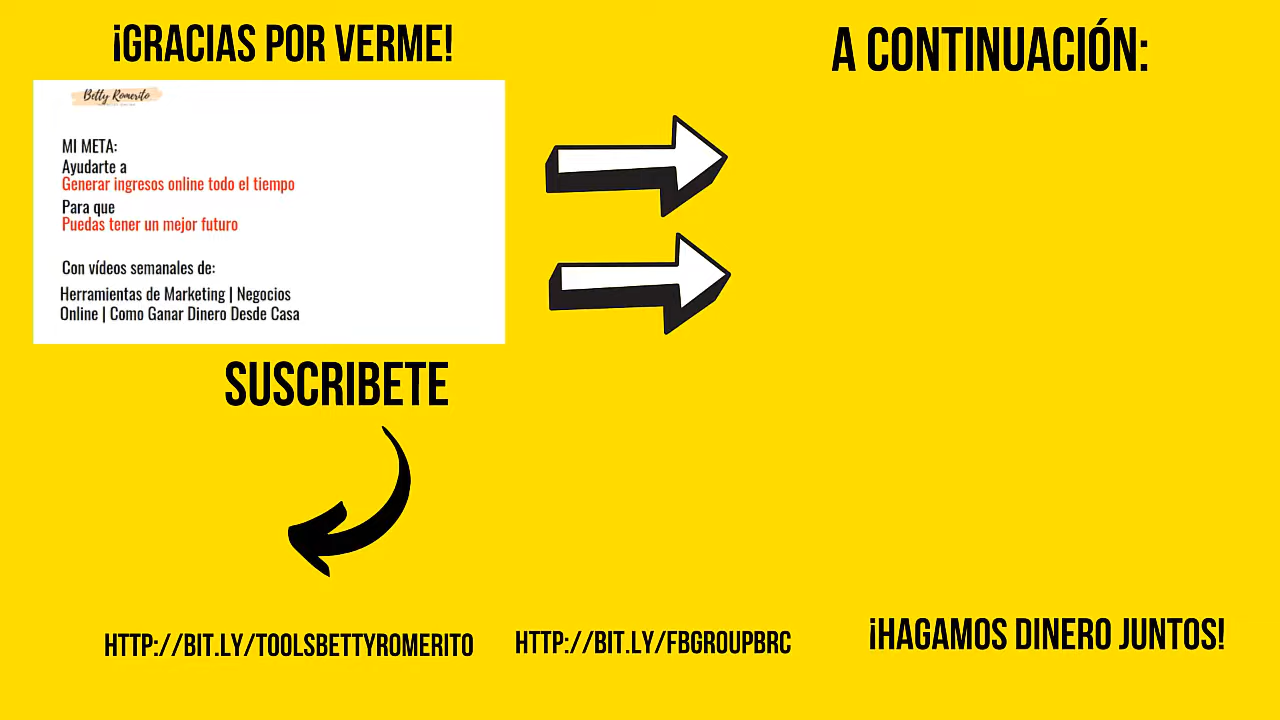 ¡GRACIAS POR VERME!
A CONTINUACIÓN:
Betty Romerito
MI META:
Ayudarte a
Generar ingresos online todo el tiempo
Para que
Puedas tener un mejor futuro
Con vídeos semanales de:
Herramientas de Marketing | Negocios
Online | Como Ganar Dinero Desde Casa
SUSCRIBETE
HTTP://BIT.LY/TOOLSBETTYROMERITO
HTTP://BIT.LY/FBGROUPBRC
¡HAGAMOS DINERO JUNTOS!